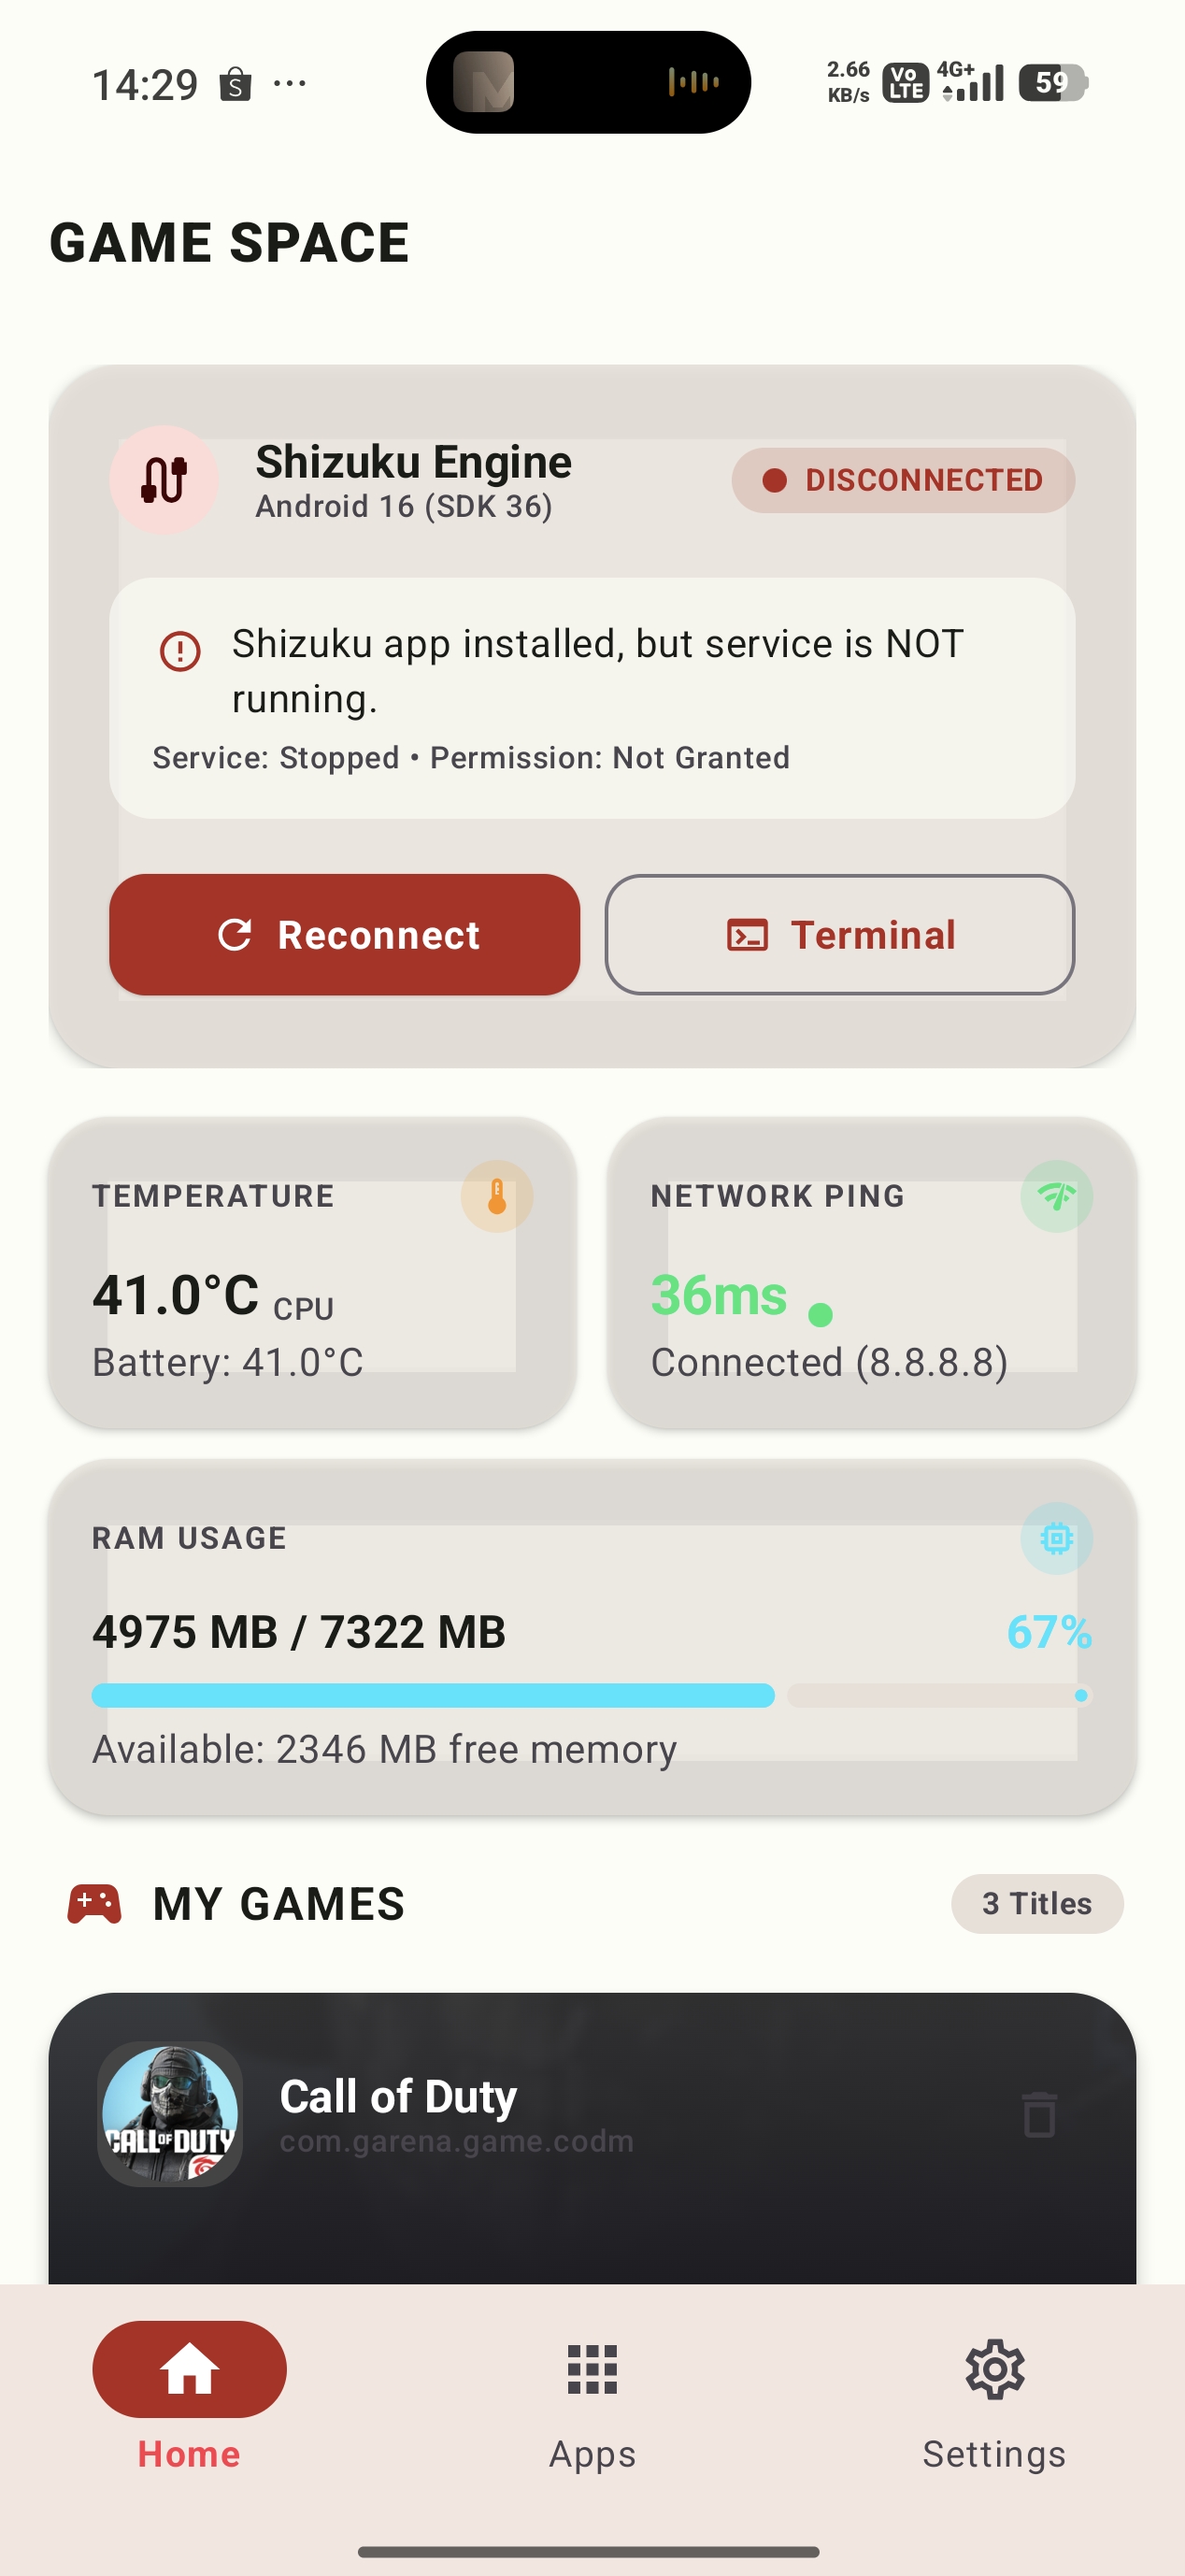 14:29
2.66
KB/s
Vo
LTE
4G+
59
GAME SPACE
Shizuku Engine
Android 16 (SDK 36)
DISCONNECTED
Shizuku app installed, but service is NOT
running.
Service: Stopped • Permission: Not Granted
Reconnect
Terminal
TEMPERATURE
41.0°C CPU
Battery: 41.0°C
NETWORK PING
36ms
Connected (8.8.8.8)
RAM USAGE
4975 MB / 7322 MB
67%
Available: 2346 MB free memory
MY GAMES
3 Titles
CALL OF DUTY
Call of Duty
com.garena.game.codm
Home
Apps
Settings